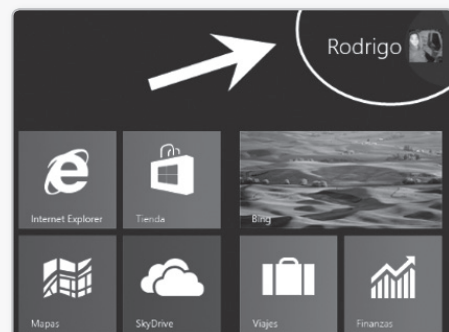 Rodrigo
Internet Explorer
Tienda
Bing
Mapas
SkyDrive
Viajes
Finanzas